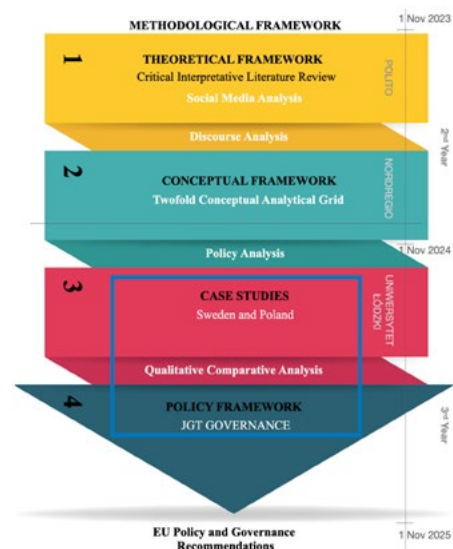 METHODOLOGICAL FRAMEWORK
1 Nov 2023
1
THEORETICAL FRAMEWORK
Critical Interpretative Literature Review
Social Media Analysis
POLITO
Discourse Analysis
2nd Year
2
CONCEPTUAL FRAMEWORK
Twofold Conceptual Analytical Grid
NORDREGIO
Policy Analysis
1 Nov 2024
3
CASE STUDIES
Sweden and Poland
UNIWERSYTET
ŁÓDZKI
Qualitative Comparative Analysis
4
POLICY FRAMEWORK
JGT GOVERNANCE
3rd Year
EU Policy and Governance
Recommendations
1 Nov 2025